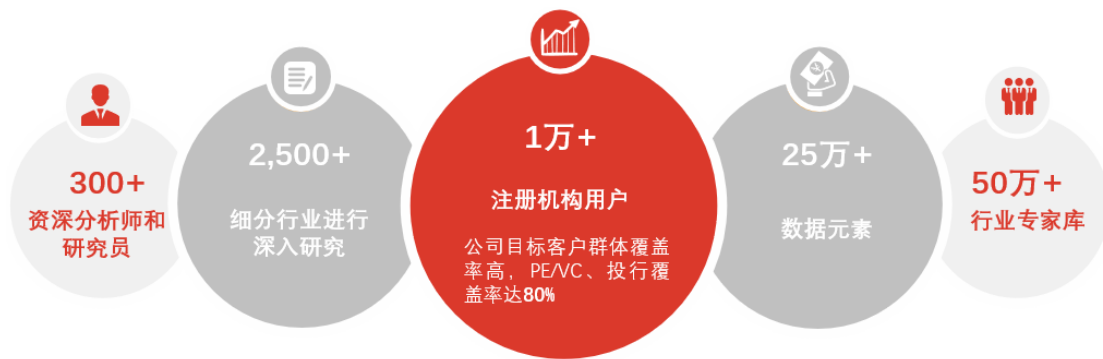 300+
资深分析师和
研究员
2,500+
细分行业进行
深入研究
1万+
注册机构用户
公司目标客户群体覆盖
率高，PE/VC、投行覆
盖率达80%
25万+
数据元素
50万+
行业专家库